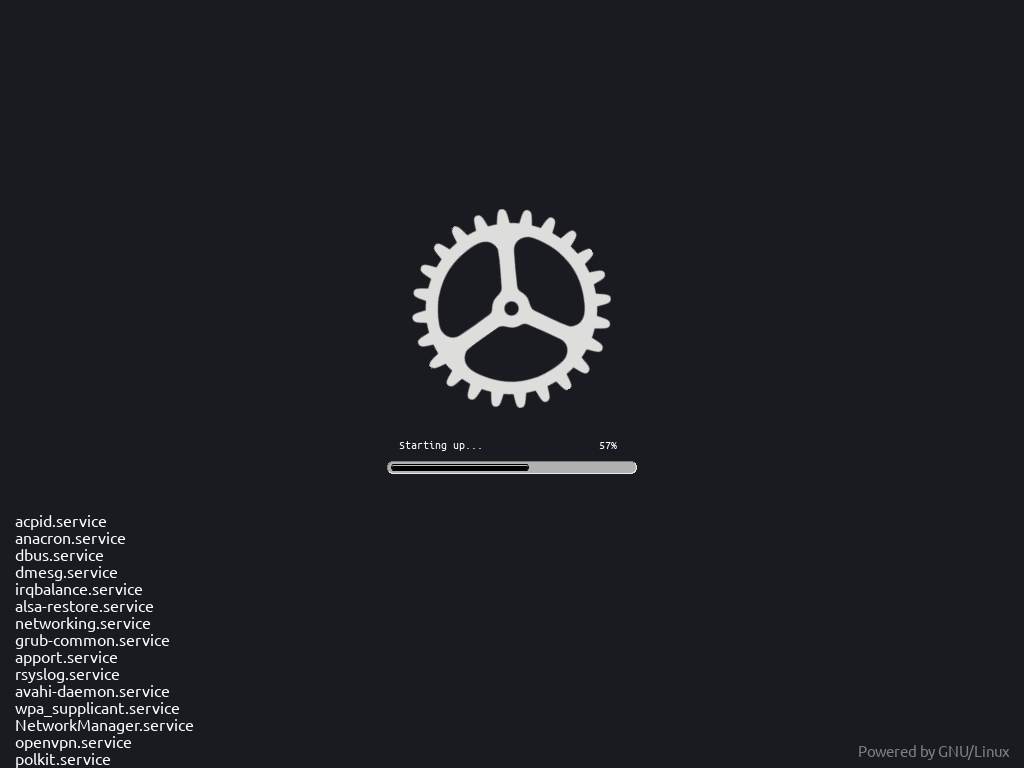 Starting up... 57%
acpid.service
anacron.service
dbus.service
dmesg.service
irqbalance.service
alsa-restore.service
networking.service
grub-common.service
apport.service
rsyslog.service
avahi-daemon.service
wpa_supplicant.service
NetworkManager.service
openvpn.service
polkit.service
Powered by GNU/Linux